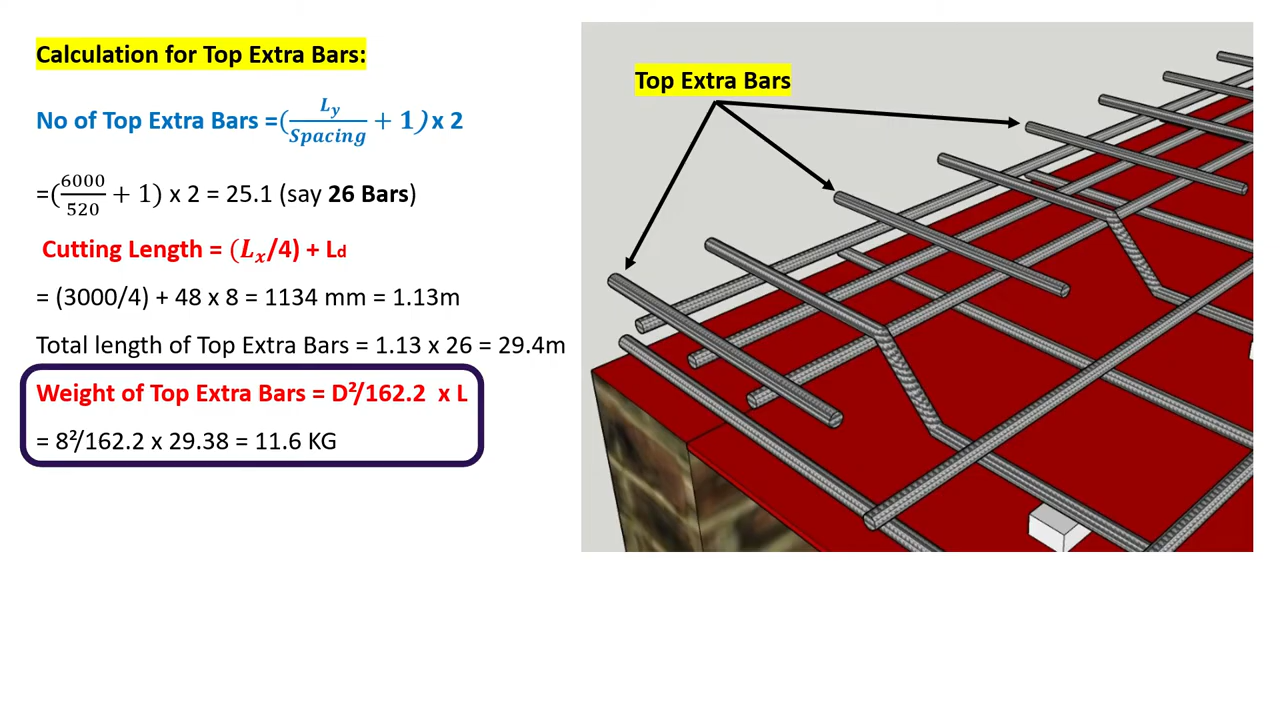 Calculation for Top Extra Bars:
No of Top Extra Bars =(L_y/Spacing + 1) x 2
=(6000/520 + 1) x 2 = 25.1 (say 26 Bars)
Cutting Length = (L_x/4) + Ld
= (3000/4) + 48 x 8 = 1134 mm = 1.13m
Total length of Top Extra Bars = 1.13 x 26 = 29.4m
Weight of Top Extra Bars = D²/162.2 x L
= 8²/162.2 x 29.38 = 11.6 KG
Top Extra Bars